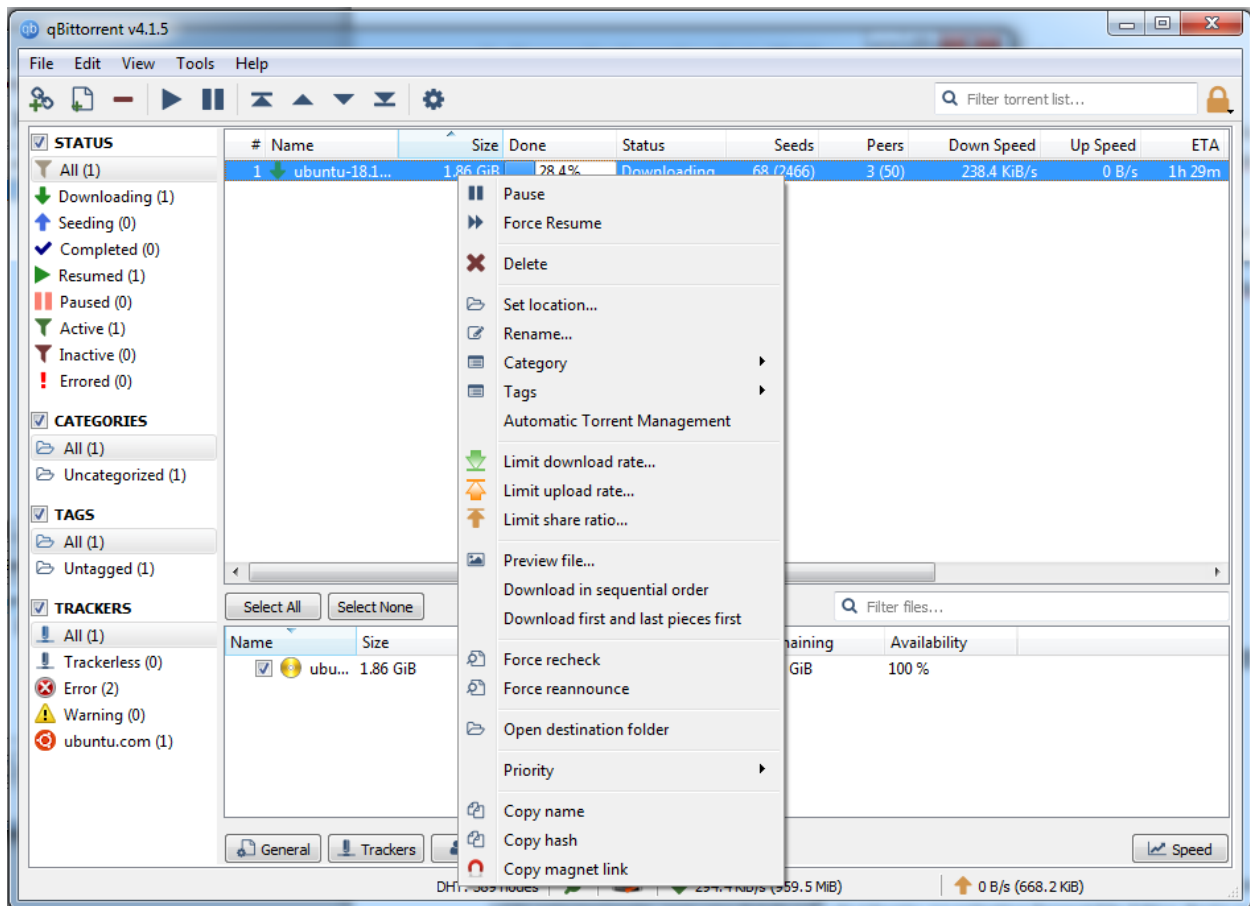 qb qBittorrent v4.1.5
File Edit View Tools Help
Filter torrent list...
STATUS
All (1)
Downloading (1)
Seeding (0)
Completed (0)
Resumed (1)
Paused (0)
Active (1)
Inactive (0)
Errored (0)
CATEGORIES
All (1)
Uncategorized (1)
TAGS
All (1)
Untagged (1)
TRACKERS
All (1)
Trackerless (0)
Error (2)
Warning (0)
ubuntu.com (1)
# Name Size Done Status Seeds Peers Down Speed Up Speed ETA
1 ubuntu-18.1... 1.86 GiB 28.4% Downloading 68 (2466) 3 (50) 238.4 KiB/s 0 B/s 1h 29m
Pause
Force Resume
Delete
Set location...
Rename...
Category
Tags
Automatic Torrent Management
Limit download rate...
Limit upload rate...
Limit share ratio...
Preview file...
Download in sequential order
Download first and last pieces first
Force recheck
Force reannounce
Open destination folder
Priority
Copy name
Copy hash
Copy magnet link
Select All Select None Filter files...
Name Size Availability
ubu... 1.86 GiB GiB 100 %
General Trackers Speed
DHT: nodes (959.5 MiB) 0 B/s (668.2 KiB)